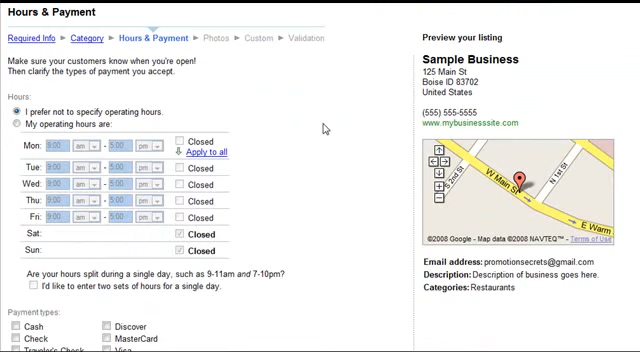 Hours & Payment
Required Info ► Category ► Hours & Payment ► Photos ► Custom ► Validation
Make sure your customers know when you're open!
Then clarify the types of payment you accept.
Hours:
I prefer not to specify operating hours.
My operating hours are:
Mon: 9:00 am - 5:00 pm Closed
Apply to all
Tue: 9:00 am - 5:00 pm Closed
Wed: 9:00 am - 5:00 pm Closed
Thu: 9:00 am - 5:00 pm Closed
Fri: 9:00 am - 5:00 pm Closed
Sat: Closed
Sun: Closed
Are your hours split during a single day, such as 9-11am and 7-10pm?
I'd like to enter two sets of hours for a single day.
Payment types:
Cash Discover
Check MasterCard
Traveler's Check Visa
Preview your listing
Sample Business
125 Main St
Boise ID 83702
United States
(555) 555-5555
www.mybusinesssite.com
W Main St
S 2nd St
N 1st St
E Warm
©2008 Google - Map data ©2008 NAVTEQ™ - Terms of Use
Email address: promotionsecrets@gmail.com
Description: Description of business goes here.
Categories: Restaurants